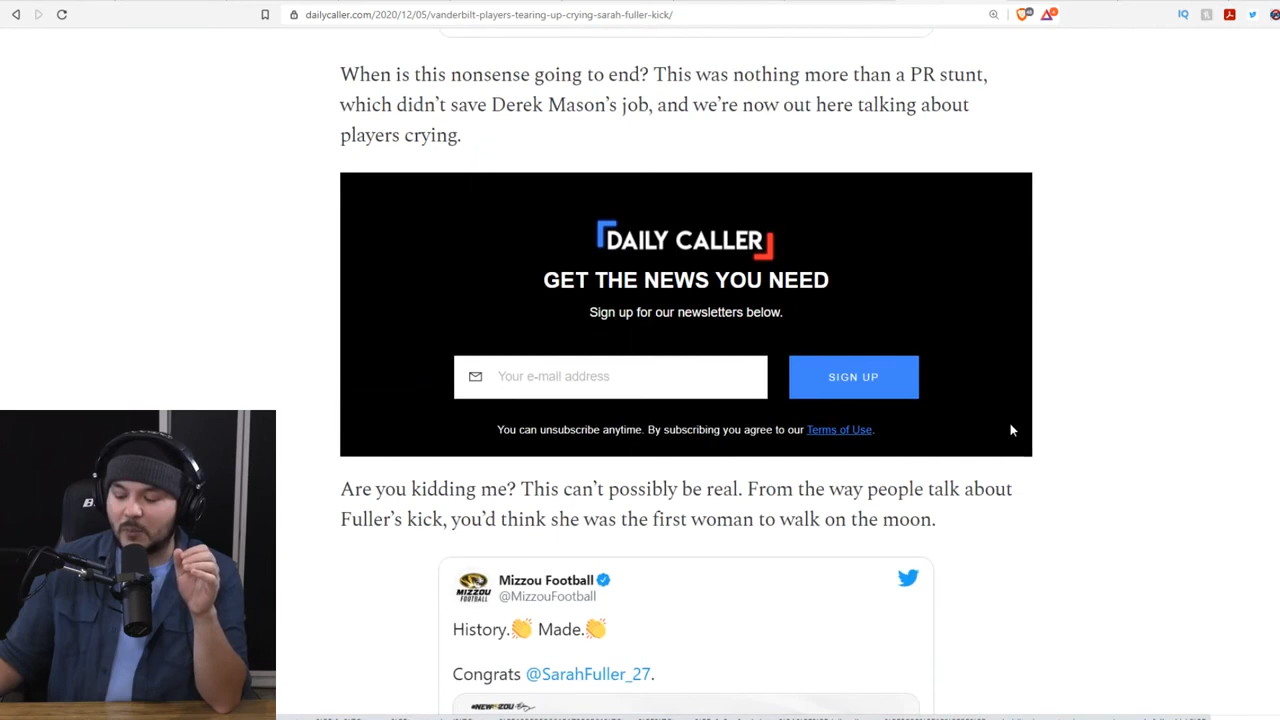 dailycaller.com/2020/12/05/vanderbilt-players-tearing-up-crying-sarah-fuller-kick/
When is this nonsense going to end? This was nothing more than a PR stunt,
which didn’t save Derek Mason’s job, and we’re now out here talking about
players crying.
DAILY CALLER
GET THE NEWS YOU NEED
Sign up for our newsletters below.
Your e-mail address
SIGN UP
You can unsubscribe anytime. By subscribing you agree to our Terms of Use.
Are you kidding me? This can’t possibly be real. From the way people talk about
Fuller’s kick, you’d think she was the first woman to walk on the moon.
Mizzou Football
@MizzouFootball
MIZZOU
FOOTBALL
History.👏 Made.👏
Congrats @SarahFuller_27.